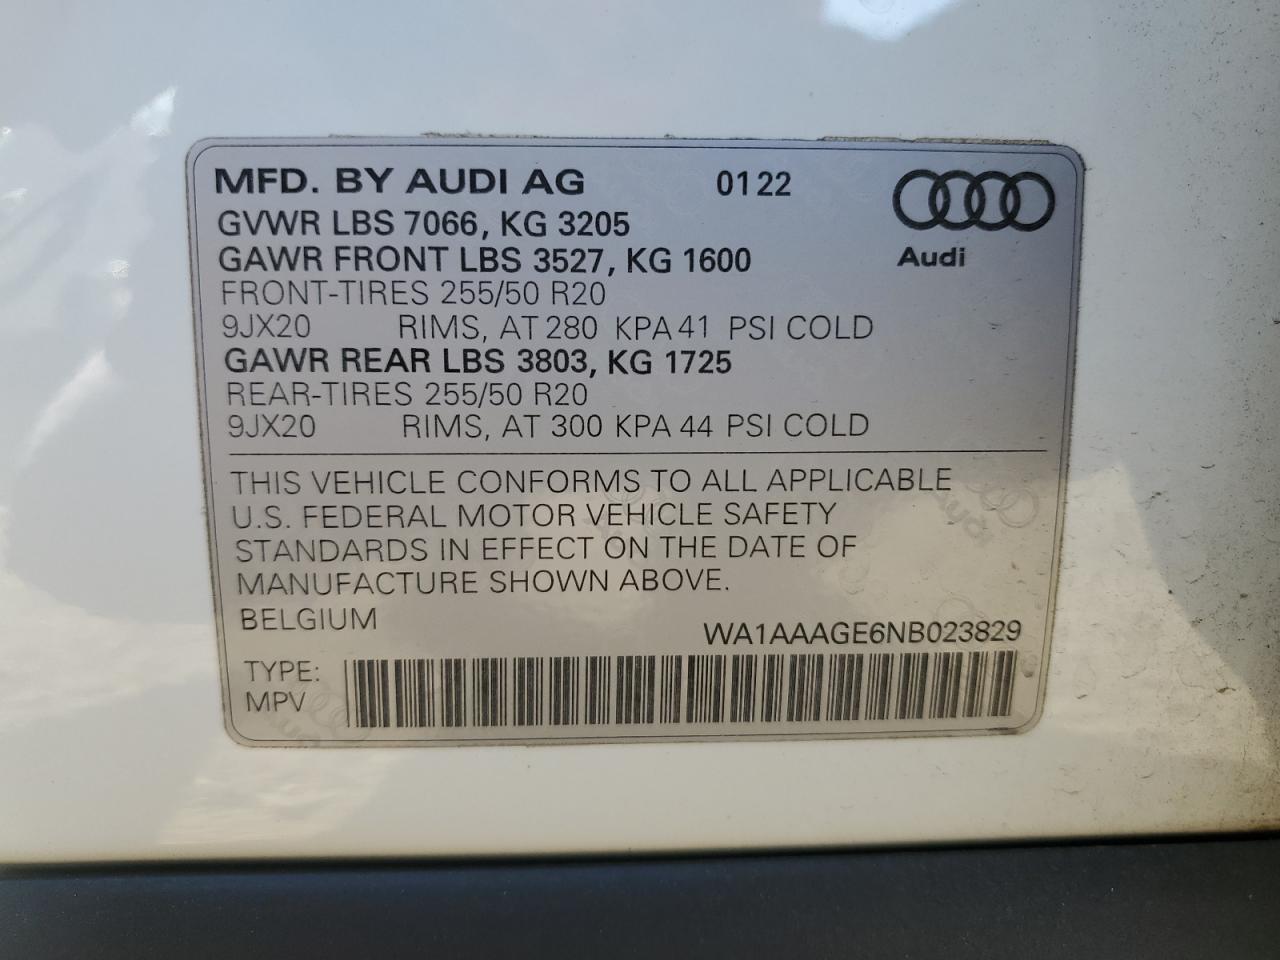 MFD. BY AUDI AG 01 22
GVWR LBS 7066, KG 3205
GAWR FRONT LBS 3527, KG 1600
Audi
FRONT-TIRES 255/50 R20
9JX20 RIMS, AT 280 KPA 41 PSI COLD
GAWR REAR LBS 3803, KG 1725
REAR-TIRES 255/50 R20
9JX20 RIMS, AT 300 KPA 44 PSI COLD
THIS VEHICLE CONFORMS TO ALL APPLICABLE
U.S. FEDERAL MOTOR VEHICLE SAFETY
STANDARDS IN EFFECT ON THE DATE OF
MANUFACTURE SHOWN ABOVE.
BELGIUM
WA1AAAGE6NB023829
TYPE:
MPV